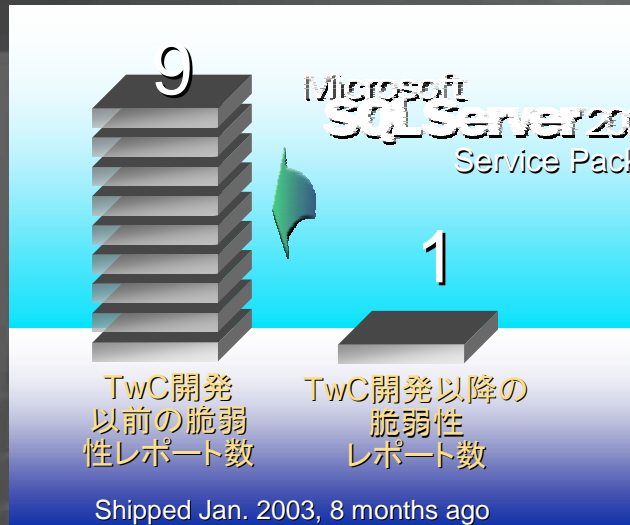 9
Microsoft
SQL Server
Service Pack
1
TwC開発
以前の脆弱
性レポート数
TwC開発以降の
脆弱性
レポート数
Shipped Jan. 2003, 8 months ago